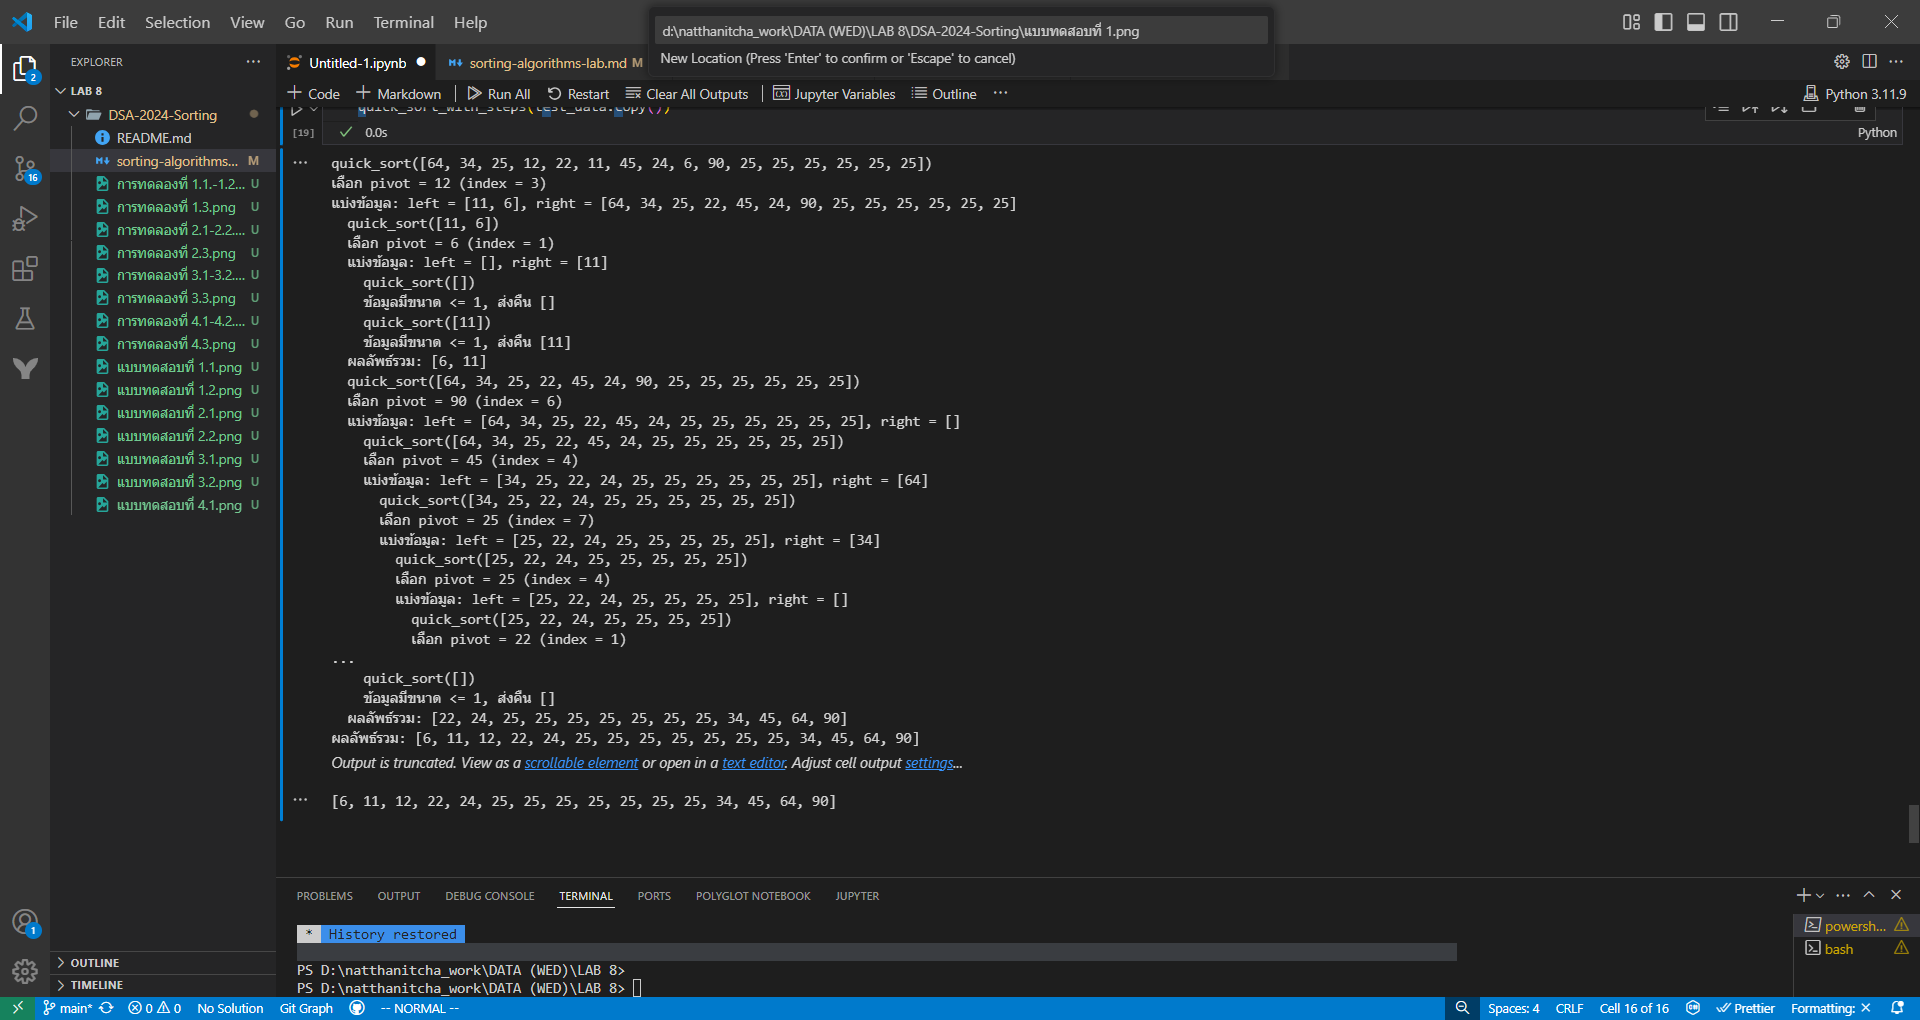 File Edit Selection View Go Run Terminal Help
d:\natthanitcha_work\DATA (WED)\LAB 8\DSA-2024-Sorting\แบบทดสอบที่ 1.png
New Location (Press 'Enter' to confirm or 'Escape' to cancel)
EXPLORER
Untitled-1.ipynb
sorting-algorithms-lab.md M
LAB 8
Code Markdown Run All Restart Clear All Outputs Jupyter Variables Outline
Python 3.11.9
DSA-2024-Sorting
README.md
sorting-algorithms... M
การทดลองที่ 1.1.-1.2... U
การทดลองที่ 1.3.png U
การทดลองที่ 2.1-2.2.... U
การทดลองที่ 2.3.png U
การทดลองที่ 3.1-3.2.... U
การทดลองที่ 3.3.png U
การทดลองที่ 4.1-4.2.... U
การทดลองที่ 4.3.png U
แบบทดสอบที่ 1.1.png U
แบบทดสอบที่ 1.2.png U
แบบทดสอบที่ 2.1.png U
แบบทดสอบที่ 2.2.png U
แบบทดสอบที่ 3.1.png U
แบบทดสอบที่ 3.2.png U
แบบทดสอบที่ 4.1.png U
quick_sort_with_steps(test_data.copy())
[19] 0.0s
Python
quick_sort([64, 34, 25, 12, 22, 11, 45, 24, 6, 90, 25, 25, 25, 25, 25, 25])
เลือก pivot = 12 (index = 3)
แบ่งข้อมูล: left = [11, 6], right = [64, 34, 25, 22, 45, 24, 90, 25, 25, 25, 25, 25, 25]
quick_sort([11, 6])
เลือก pivot = 6 (index = 1)
แบ่งข้อมูล: left = [], right = [11]
quick_sort([])
ข้อมูลมีขนาด <= 1, ส่งคืน []
quick_sort([11])
ข้อมูลมีขนาด <= 1, ส่งคืน [11]
ผลลัพธ์รวม: [6, 11]
quick_sort([64, 34, 25, 22, 45, 24, 90, 25, 25, 25, 25, 25, 25])
เลือก pivot = 90 (index = 6)
แบ่งข้อมูล: left = [64, 34, 25, 22, 45, 24, 25, 25, 25, 25, 25, 25], right = []
quick_sort([64, 34, 25, 22, 45, 24, 25, 25, 25, 25, 25, 25])
เลือก pivot = 45 (index = 4)
แบ่งข้อมูล: left = [34, 25, 22, 24, 25, 25, 25, 25, 25, 25], right = [64]
quick_sort([34, 25, 22, 24, 25, 25, 25, 25, 25, 25])
เลือก pivot = 25 (index = 7)
แบ่งข้อมูล: left = [25, 22, 24, 25, 25, 25, 25, 25], right = [34]
quick_sort([25, 22, 24, 25, 25, 25, 25, 25])
เลือก pivot = 25 (index = 4)
แบ่งข้อมูล: left = [25, 22, 24, 25, 25, 25, 25], right = []
quick_sort([25, 22, 24, 25, 25, 25, 25])
เลือก pivot = 22 (index = 1)
...
quick_sort([])
ข้อมูลมีขนาด <= 1, ส่งคืน []
ผลลัพธ์รวม: [22, 24, 25, 25, 25, 25, 25, 25, 25, 34, 45, 64, 90]
ผลลัพธ์รวม: [6, 11, 12, 22, 24, 25, 25, 25, 25, 25, 25, 25, 34, 45, 64, 90]
Output is truncated. View as a scrollable element or open in a text editor. Adjust cell output settings...
[6, 11, 12, 22, 24, 25, 25, 25, 25, 25, 25, 25, 34, 45, 64, 90]
PROBLEMS OUTPUT DEBUG CONSOLE TERMINAL PORTS POLYGLOT NOTEBOOK JUPYTER
* History restored
PS D:\natthanitcha_work\DATA (WED)\LAB 8>
PS D:\natthanitcha_work\DATA (WED)\LAB 8>
powersh...
bash
OUTLINE
TIMELINE
2
16
1
main* 0 0 No Solution Git Graph -- NORMAL -- Spaces: 4 CRLF Cell 16 of 16 Prettier Formatting: ×